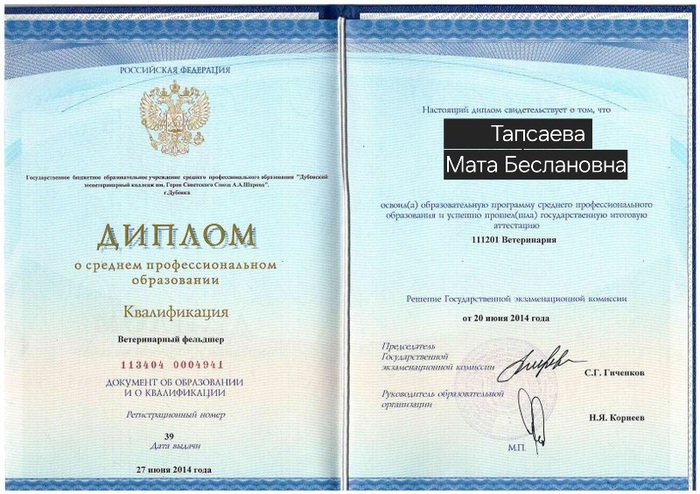 РОССИЙСКАЯ ФЕДЕРАЦИЯ
Государственное бюджетное образовательное учреждение среднего профессионального образования "Дубовский
зооветеринарный колледж им. Героя Советского Союза А.А.Шарова".
г.Дубовка
ДИПЛОМ
о среднем профессиональном
образовании
Квалификация
Ветеринарный фельдшер
113404 0004941
ДОКУМЕНТ ОБ ОБРАЗОВАНИИ
И О КВАЛИФИКАЦИИ
Регистрационный номер
39
Дата выдачи
27 июня 2014 года
Настоящий диплом свидетельствует о том, что
Тапсаева
Мата Беслановна
освоил(а) образовательную программу среднего профессионального
образования и успешно прошел(шла) государственную итоговую
аттестацию
111201 Ветеринария
Решение Государственной экзаменационной комиссии
от 20 июня 2014 года
Председатель
Государственной
экзаменационной комиссии
С.Г. Гиченков
Руководитель образовательной
организации
Н.Я. Корнеев
М.П.